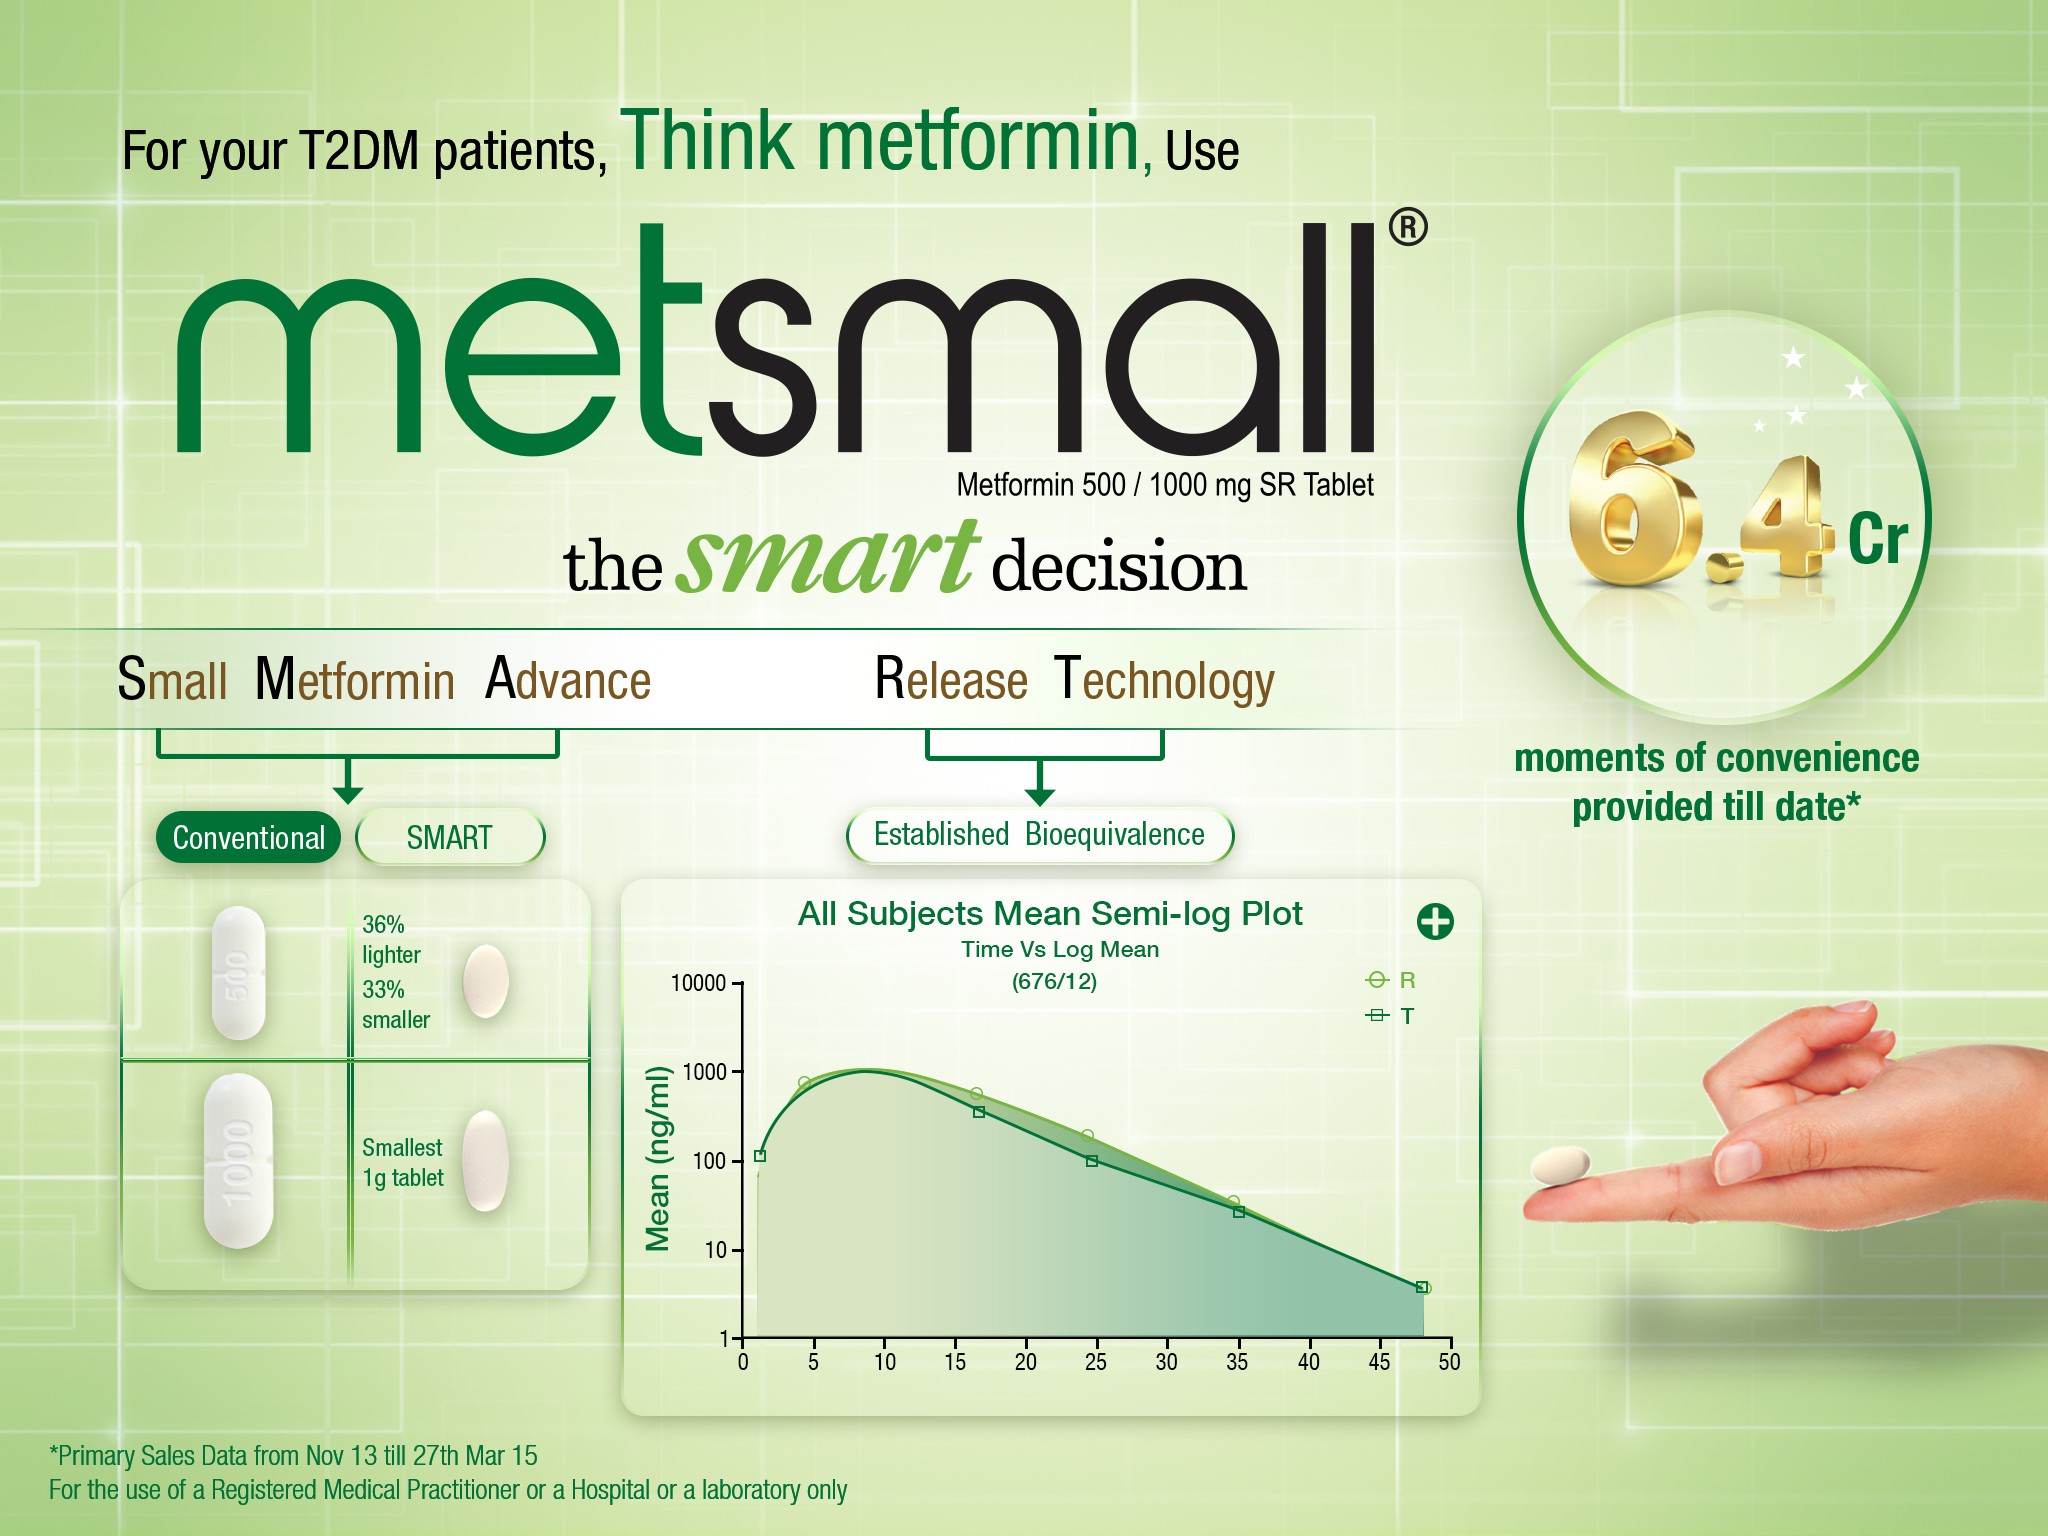 For your T2DM patients, Think metformin, Use
metsmall®
Metformin 500 / 1000 mg SR Tablet
the smart decision
Small Metformin Advance Release Technology
6.4 Cr
moments of convenience
provided till date*
Conventional
SMART
500
36%
lighter
33%
smaller
1000
Smallest
1g tablet
Established Bioequivalence
All Subjects Mean Semi-log Plot
Time Vs Log Mean
(676/12)
R
T
Mean (ng/ml)
10000
1000
100
10
1
0 5 10 15 20 25 30 35 40 45 50
*Primary Sales Data from Nov 13 till 27th Mar 15
For the use of a Registered Medical Practitioner or a Hospital or a laboratory only